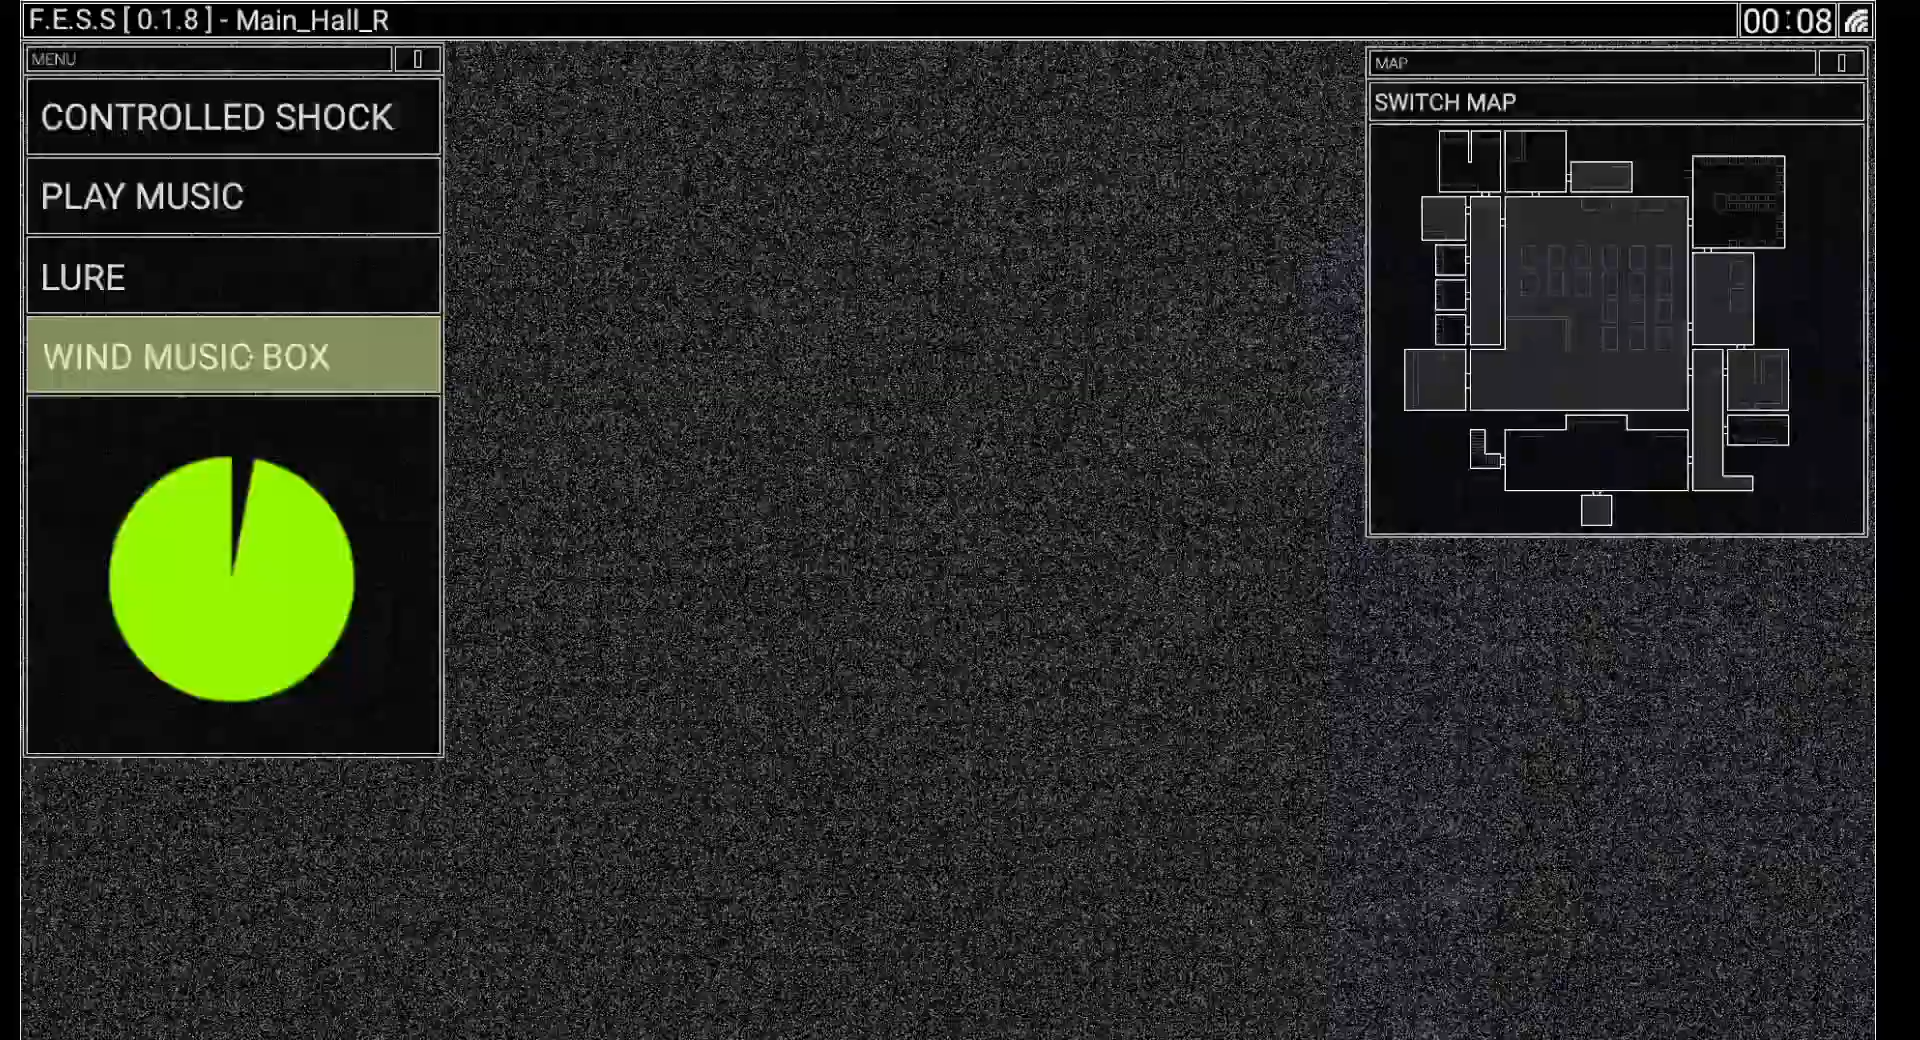 F.E.S.S [ 0.1.8 ] - Main_Hall_R
00:08
MENU
CONTROLLED SHOCK
PLAY MUSIC
LURE
WIND MUSIC BOX
MAP
SWITCH MAP